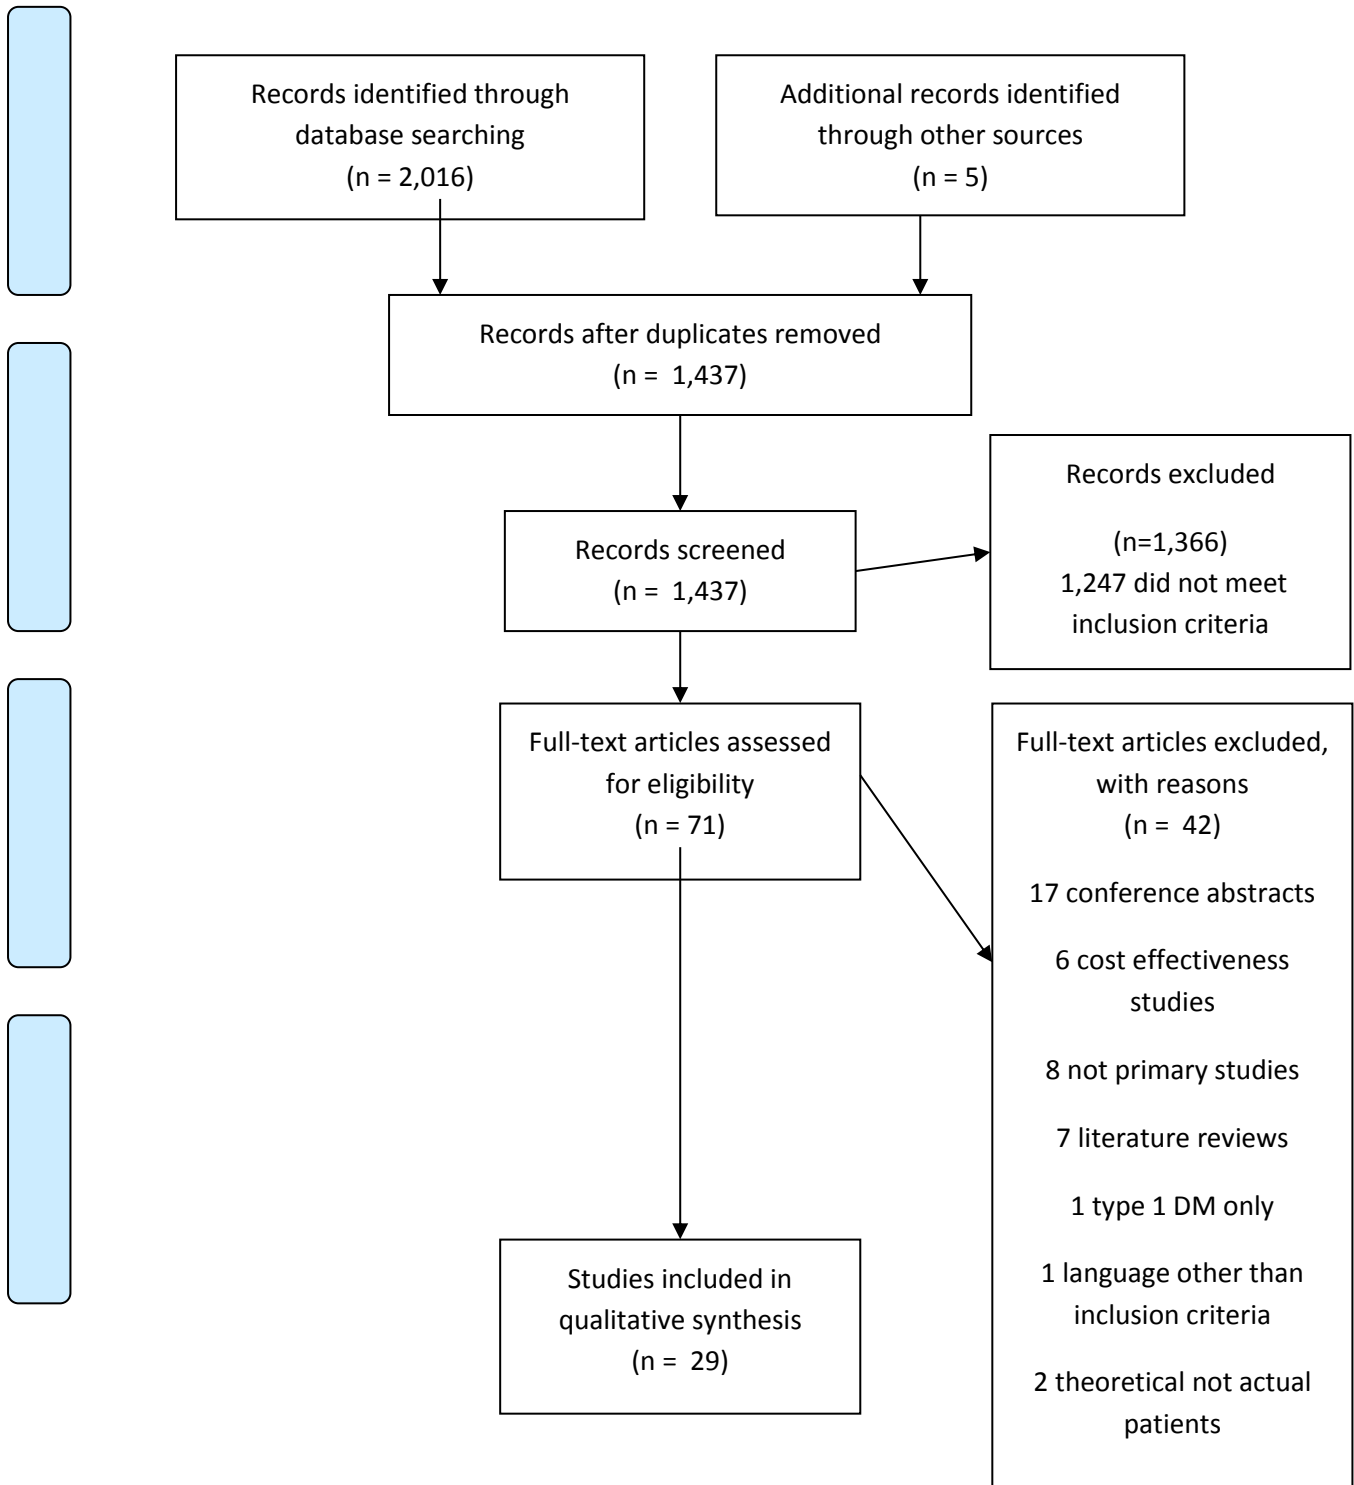 Records identified through
database searching
(n = 2,016)
Additional records identified
through other sources
(n = 5)
Records after duplicates removed
(n =  1,437)
Records screened
(n =  1,437)
Records excluded
(n=1,366)
1,247 did not meet
inclusion criteria
Full-text articles assessed
for eligibility
(n = 71)
Full-text articles excluded,
with reasons
(n =  42)
17 conference abstracts
6 cost effectiveness
studies
8 not primary studies
7 literature reviews
1 type 1 DM only
1 language other than
inclusion criteria
2 theoretical not actual
patients
Studies included in
qualitative synthesis
(n =  29)